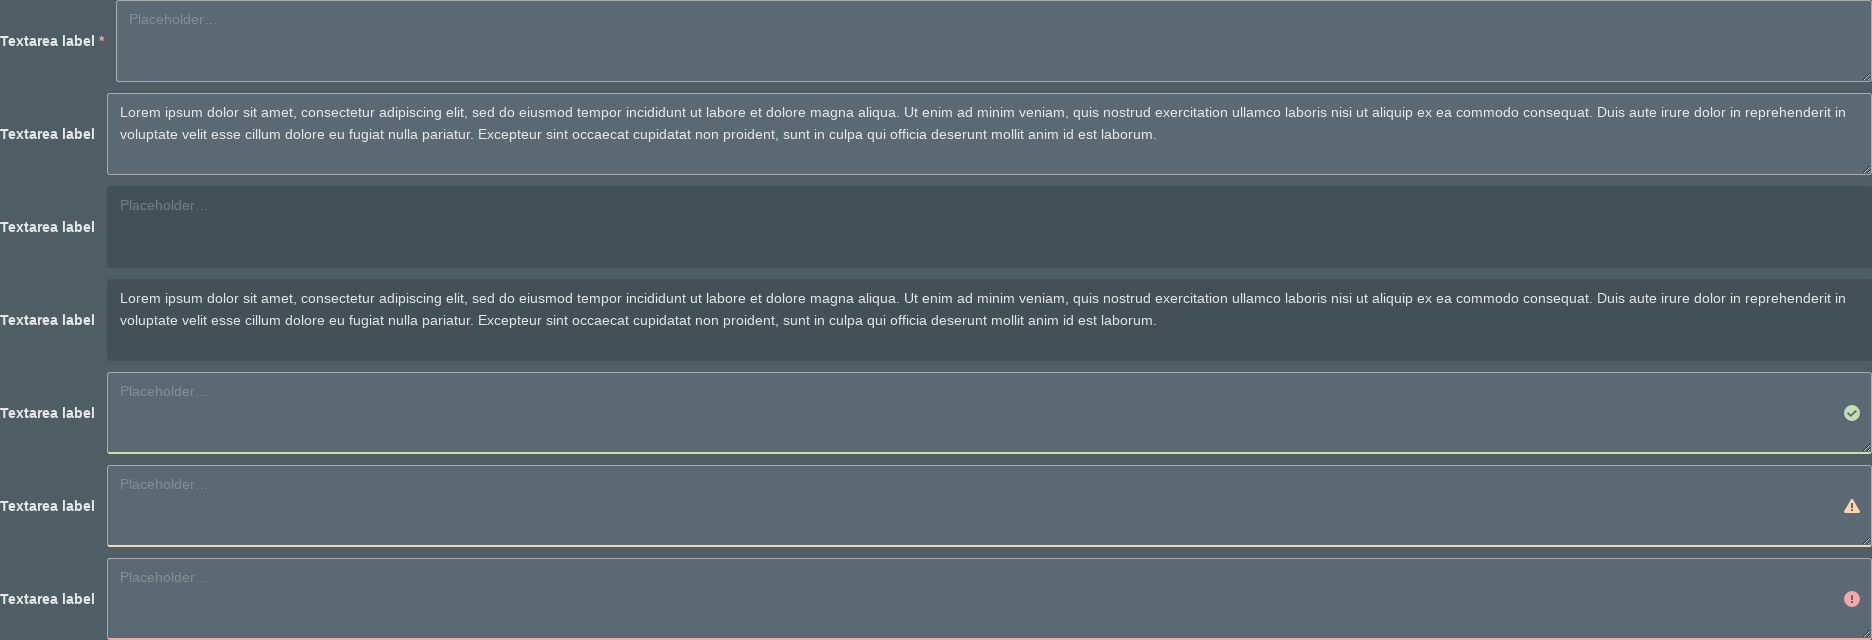 Textarea label *
Placeholder...
Textarea label
Lorem ipsum dolor sit amet, consectetur adipiscing elit, sed do eiusmod tempor incididunt ut labore et dolore magna aliqua. Ut enim ad minim veniam, quis nostrud exercitation ullamco laboris nisi ut aliquip ex ea commodo consequat. Duis aute irure dolor in reprehenderit in
voluptate velit esse cillum dolore eu fugiat nulla pariatur. Excepteur sint occaecat cupidatat non proident, sunt in culpa qui officia deserunt mollit anim id est laborum.
Textarea label
Placeholder...
Textarea label
Lorem ipsum dolor sit amet, consectetur adipiscing elit, sed do eiusmod tempor incididunt ut labore et dolore magna aliqua. Ut enim ad minim veniam, quis nostrud exercitation ullamco laboris nisi ut aliquip ex ea commodo consequat. Duis aute irure dolor in reprehenderit in
voluptate velit esse cillum dolore eu fugiat nulla pariatur. Excepteur sint occaecat cupidatat non proident, sunt in culpa qui officia deserunt mollit anim id est laborum.
Textarea label
Placeholder...
Textarea label
Placeholder...
Textarea label
Placeholder...